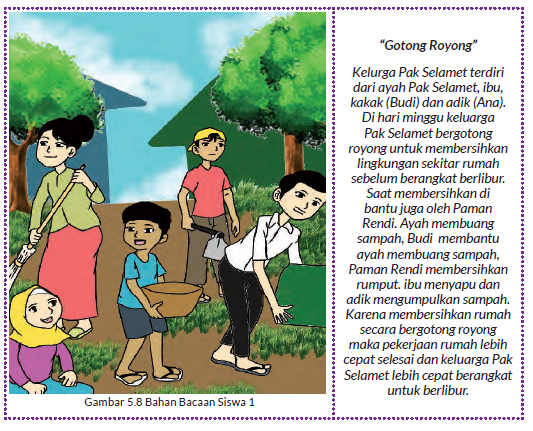 “Gotong Royong”
Kelurga Pak Selamet terdiri
dari ayah Pak Selamet, ibu,
kakak (Budi) dan adik (Ana).
Di hari minggu keluarga
Pak Selamet bergotong
royong untuk membersihkan
lingkungan sekitar rumah
sebelum berangkat berlibur.
Saat membersihkan di
bantu juga oleh Paman
Rendi. Ayah membuang
sampah, Budi membantu
ayah membuang sampah,
Paman Rendi membersihkan
rumput. ibu menyapu dan
adik mengumpulkan sampah.
Karena membersihkan rumah
secara bergotong royong
maka pekerjaan rumah lebih
cepat selesai dan keluarga Pak
Selamet lebih cepat berangkat
untuk berlibur.
Gambar 5.8 Bahan Bacaan Siswa 1